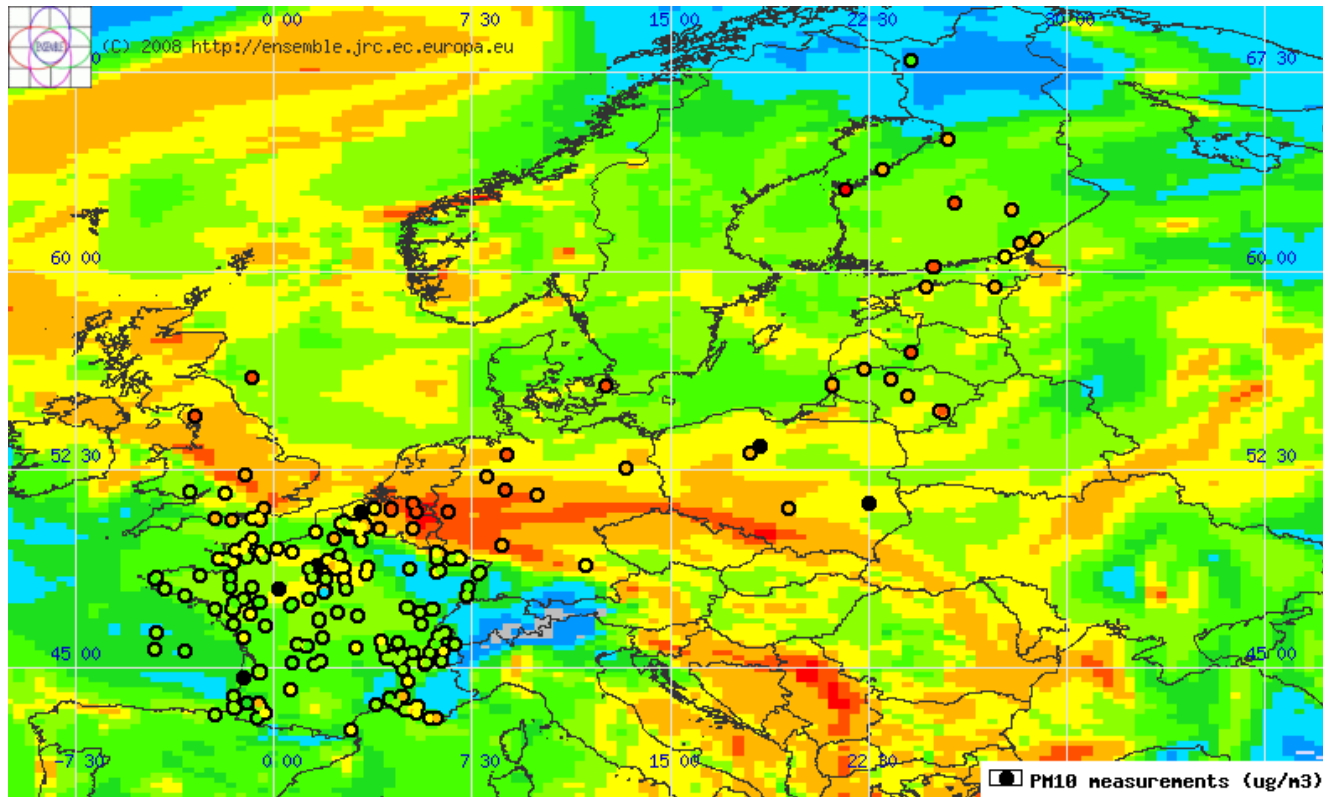 0 00 7 30 15 00 22 30 30 00
ENSEMBLE (C) 2008 http://ensemble.jrc.ec.europa.eu
0 67 30
60 00 60 00
52 30 52 30
45 00 45 00
-7 30 0 00 7 30 15 00 22 30
PM10 measurements (ug/m3)